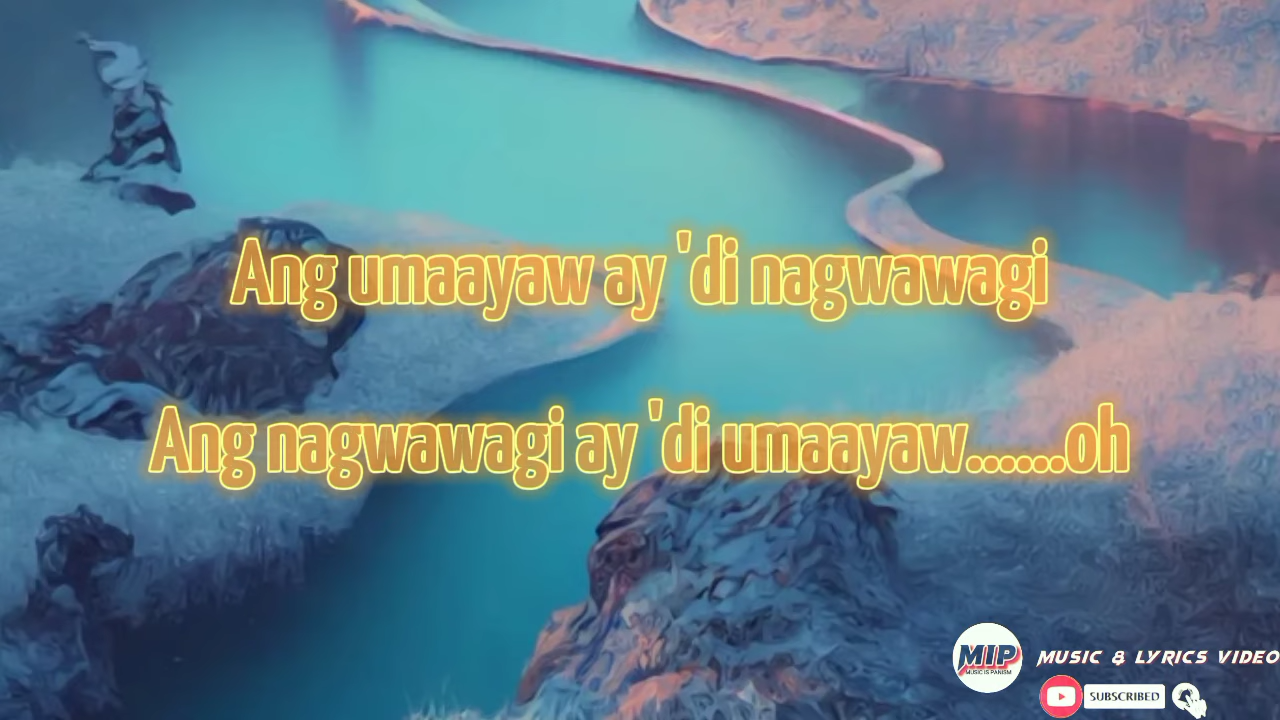 Ang umaayaw ay 'di nagwawagi
Ang nagwawagi ay 'di umaayaw......oh
MIP
MUSIC IS PANISM
MUSIC & LYRICS VIDEO
SUBSCRIBED